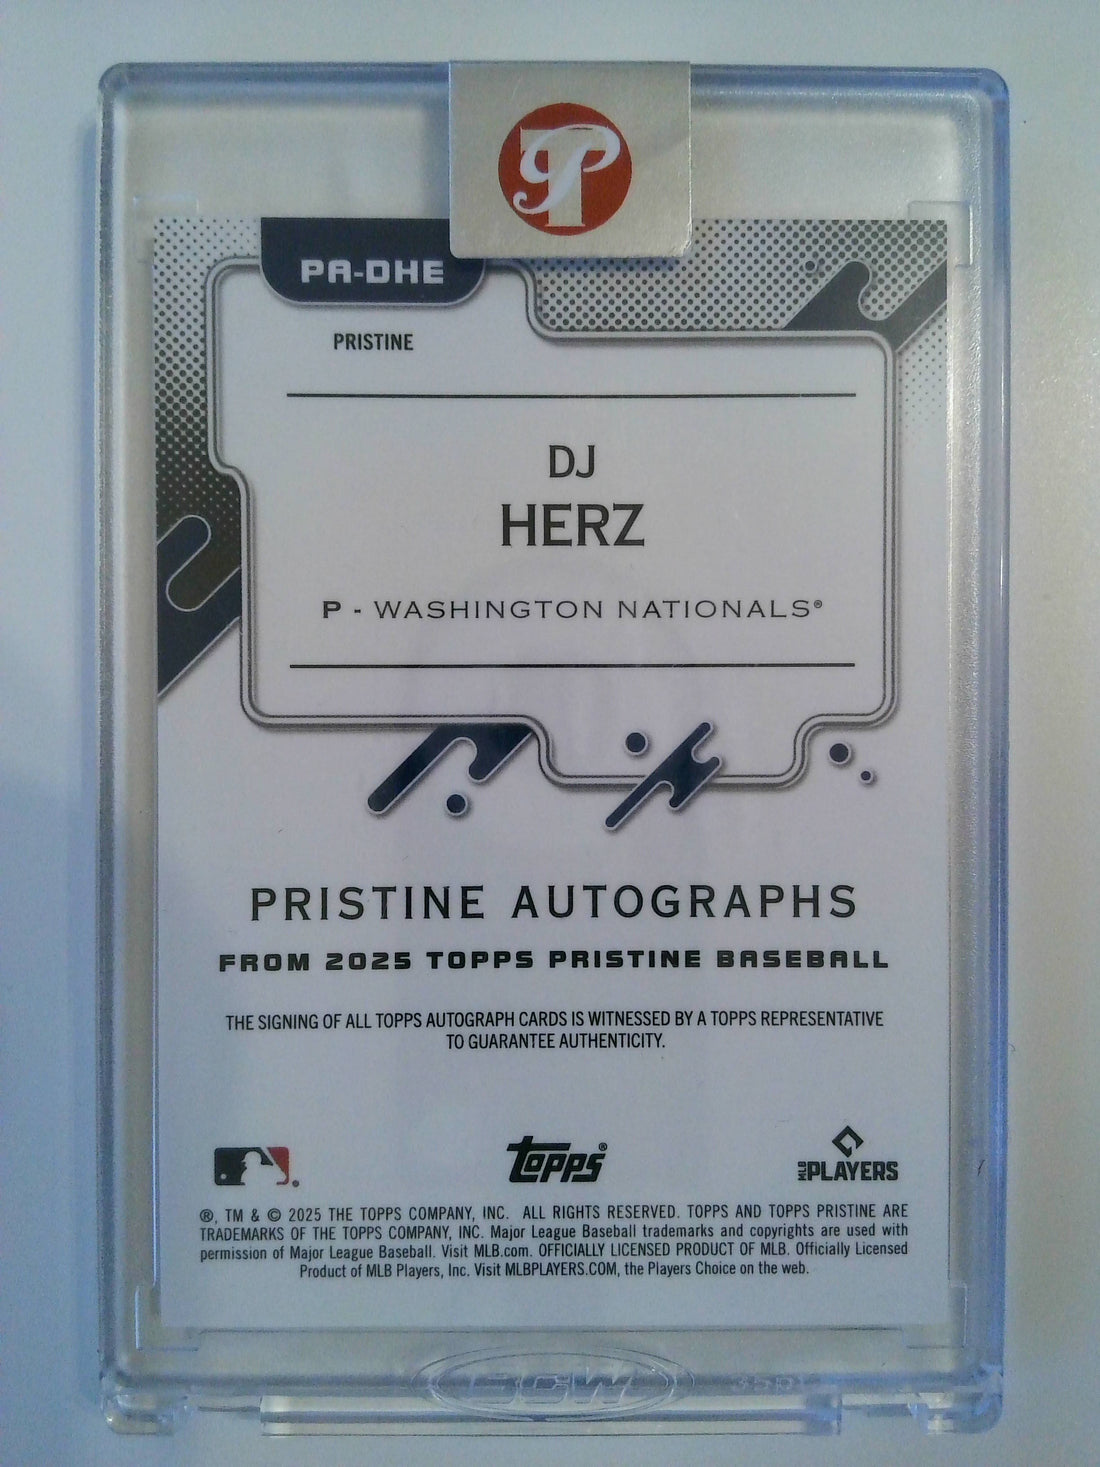 PA-DHE
PRISTINE
DJ
HERZ
P - WASHINGTON NATIONALS®
PRISTINE AUTOGRAPHS
FROM 2025 TOPPS PRISTINE BASEBALL
THE SIGNING OF ALL TOPPS AUTOGRAPH CARDS IS WITNESSED BY A TOPPS REPRESENTATIVE
TO GUARANTEE AUTHENTICITY.
topps®
MLB PLAYERS
®, TM & © 2025 THE TOPPS COMPANY, INC. ALL RIGHTS RESERVED. TOPPS AND TOPPS PRISTINE ARE
TRADEMARKS OF THE TOPPS COMPANY, INC. Major League Baseball trademarks and copyrights are used with
permission of Major League Baseball. Visit MLB.com. OFFICIALLY LICENSED PRODUCT OF MLB. Officially Licensed
Product of MLB Players, Inc. Visit MLBPLAYERS.COM, the Players Choice on the web.
BCW